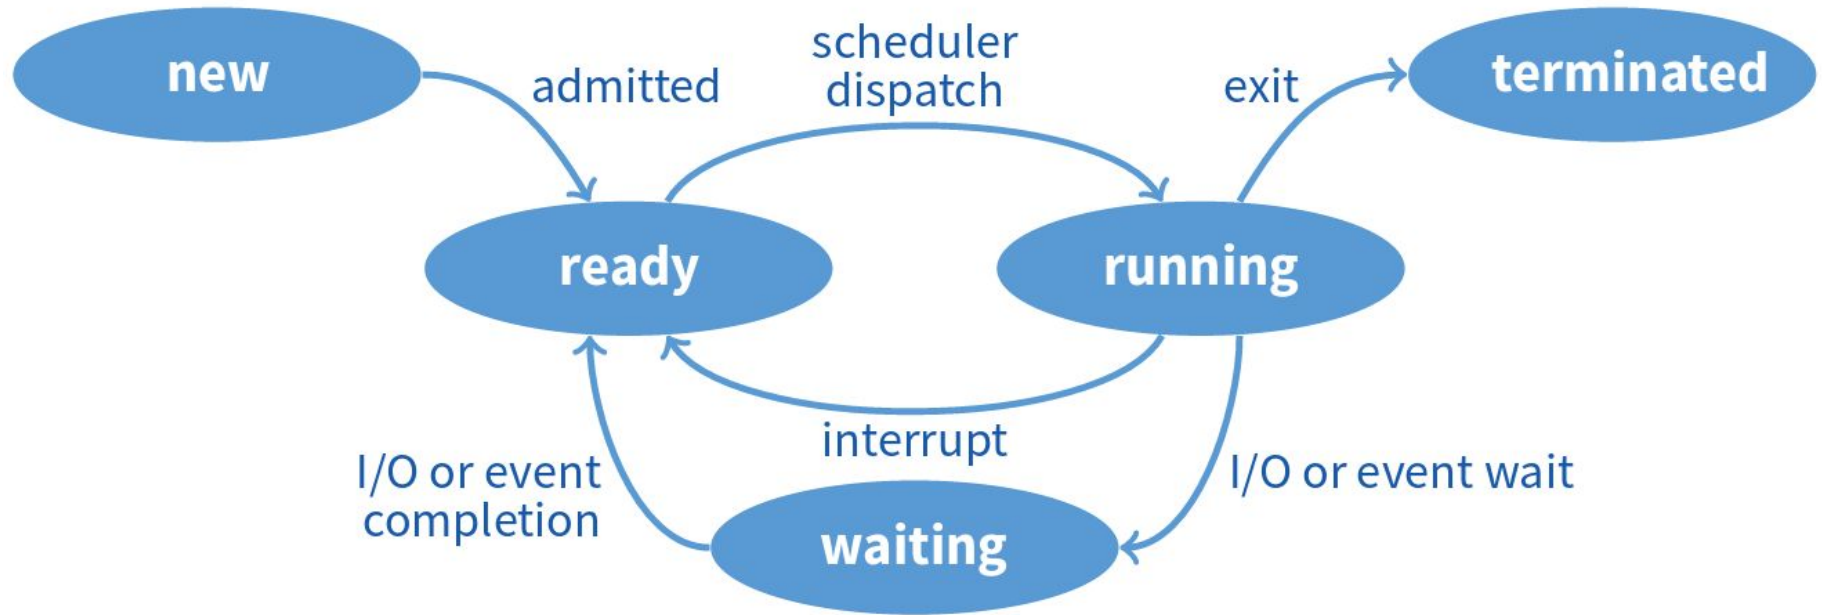 new
admitted
scheduler
dispatch
exit
terminated
ready
running
interrupt
I/O or event
completion
I/O or event wait
waiting